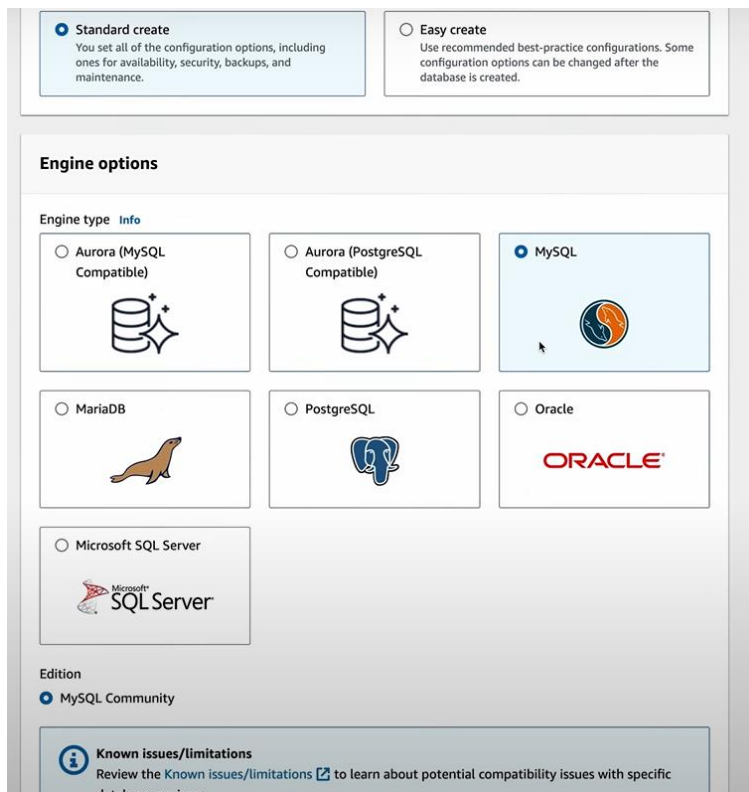 Standard create
You set all of the configuration options, including
ones for availability, security, backups, and
maintenance.
Easy create
Use recommended best-practice configurations. Some
configuration options can be changed after the
database is created.
Engine options
Engine type Info
Aurora (MySQL
Compatible)
Aurora (PostgreSQL
Compatible)
MySQL
MariaDB
PostgreSQL
Oracle
ORACLE
Microsoft SQL Server
Microsoft
SQL Server
Edition
MySQL Community
Known issues/limitations
Review the Known issues/limitations to learn about potential compatibility issues with specific